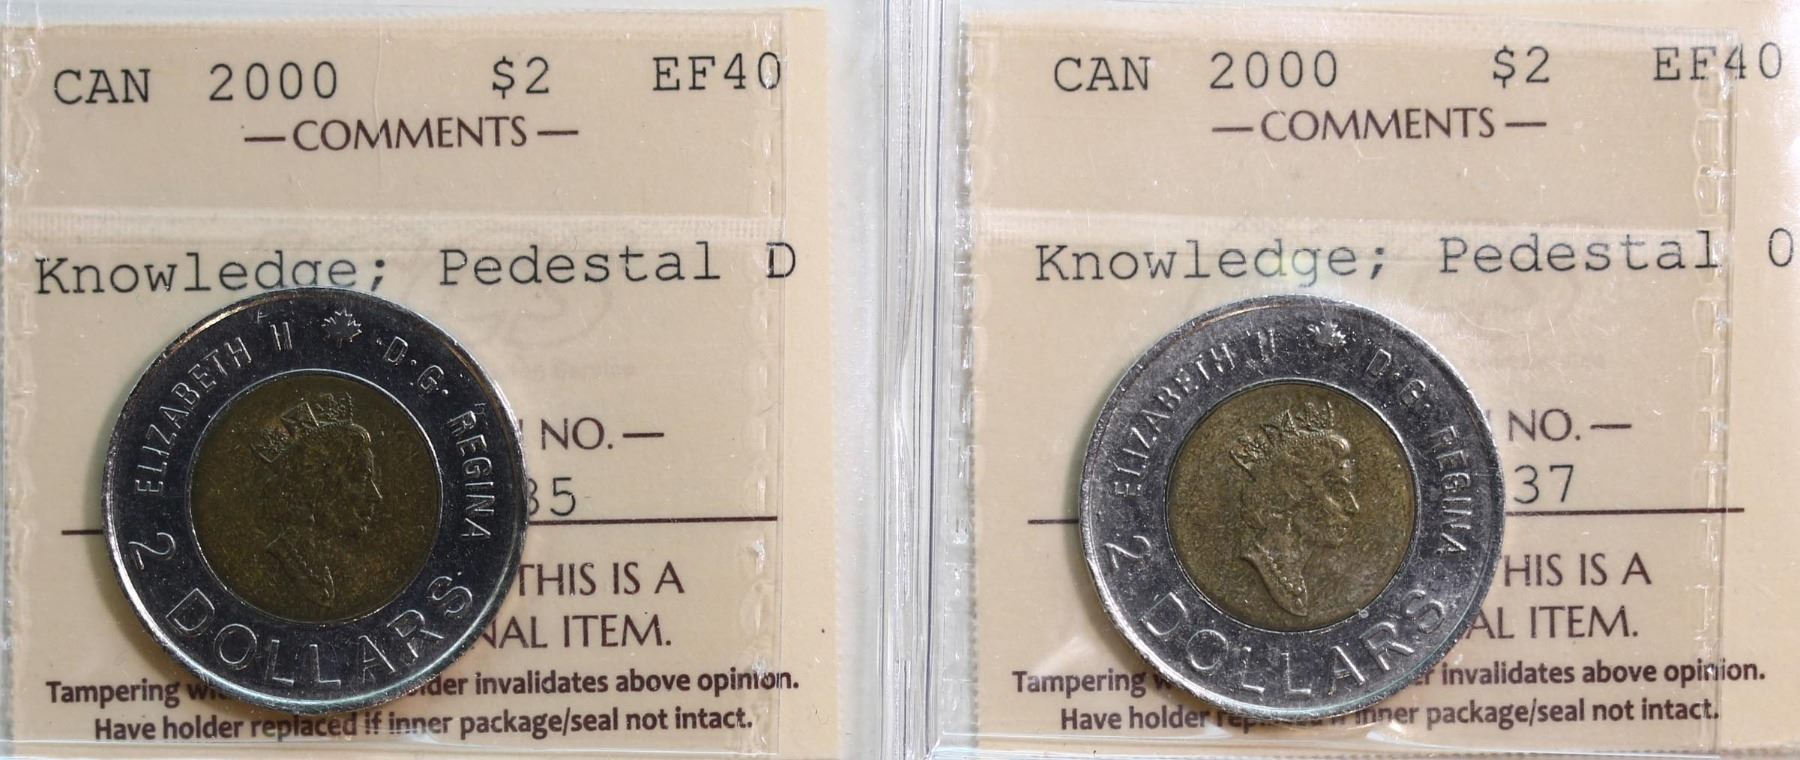 CAN 2000 $2 EF40
—COMMENTS—
Knowledge; Pedestal D
NO.—
35
THIS IS A
NAL ITEM.
Tampering invalidates above opinion.
Have holder replaced if inner package/seal not intact.
ELIZABETH II D·G·REGINA
2 DOLLARS
CAN 2000 $2 EF40
—COMMENTS—
Knowledge; Pedestal O
NO.—
37
HIS IS A
AL ITEM.
Tampering invalidates above opinion.
Have holder inner package/seal not intact.
ELIZABETH II D·G·REGINA
2 DOLLARS